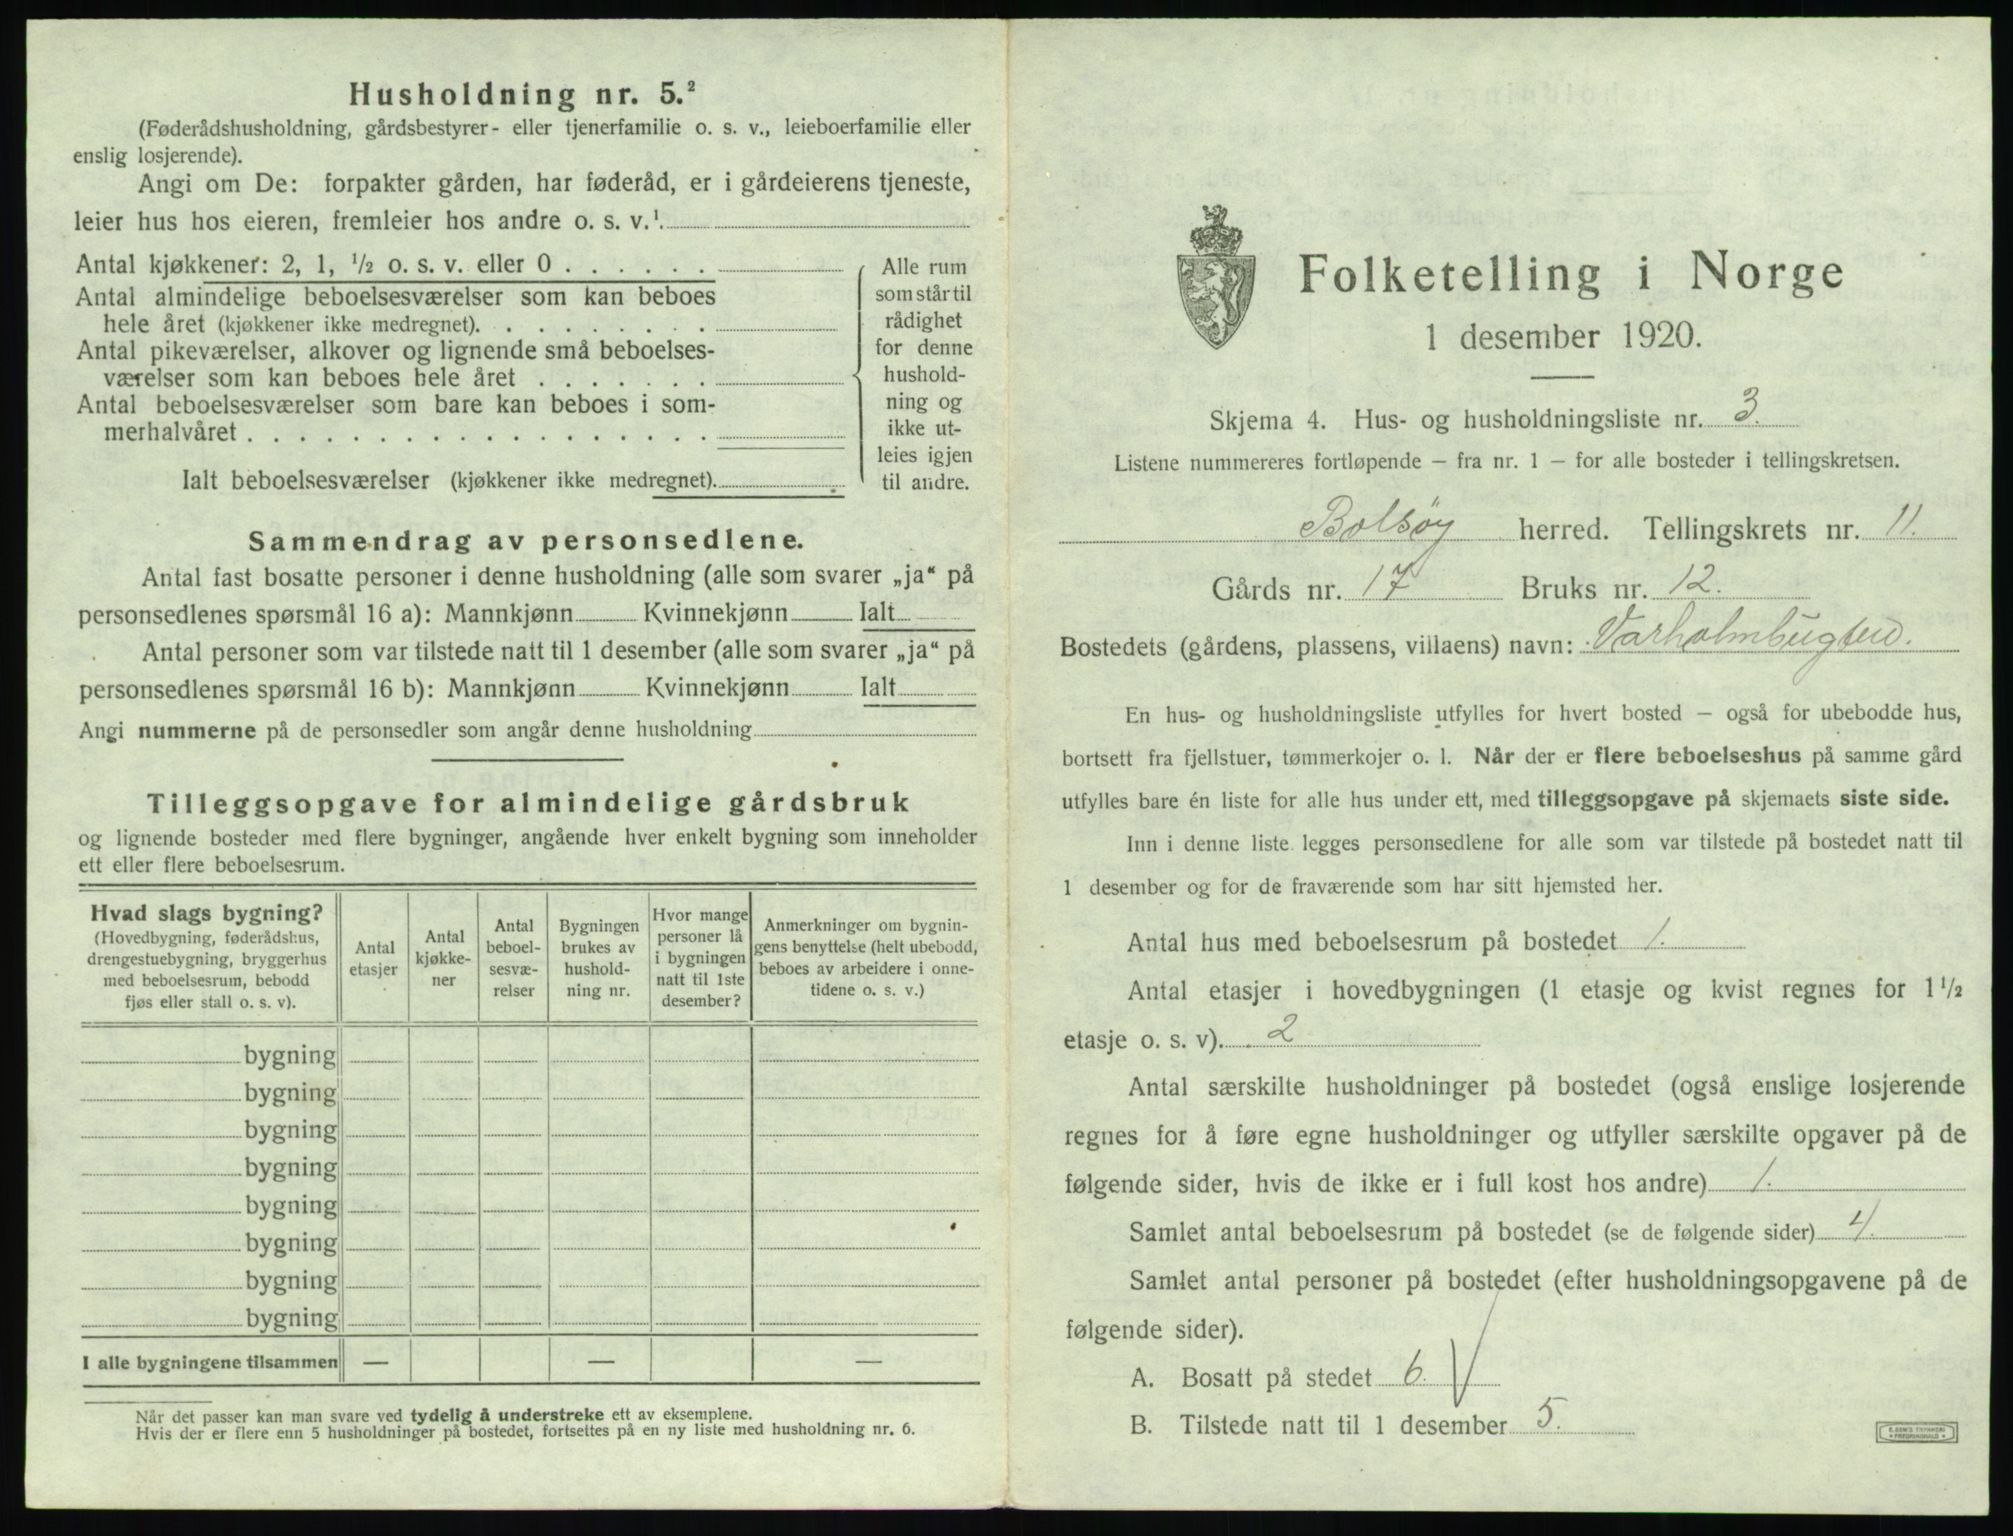 Husholdning nr. 5.²
(Føderådshusholdning, gårdsbestyrer- eller tjenerfamilie o. s. v., leieboerfamilie eller
enslig losjerende).
Angi om De: forpakter gården, har føderåd, er i gårdeierens tjeneste,
leier hus hos eieren, fremleier hos andre o. s. v.¹.
Antal kjøkkener: 2, 1, ½ o. s. v. eller 0 . . . . . .
Antal almindelige beboelsesværelser som kan beboes
hele året (kjøkkener ikke medregnet). . . . . . . . .
Antal pikeværelser, alkover og lignende små beboelses-
værelser som kan beboes hele året . . . . . . .
Antal beboelsesværelser som bare kan beboes i som-
merhalvåret . . . . . . . . . . . . . . . . . .
Ialt beboelsesværelser (kjøkkener ikke medregnet).
Alle rum
som står til
rådighet
for denne
hushold-
ning og
ikke ut-
leies igjen
til andre.
Sammendrag av personsedlene.
Antal fast bosatte personer i denne husholdning (alle som svarer „ja“ på
personsedlenes spørsmål 16 a): Mannkjønn Kvinnekjønn Ialt
Antal personer som var tilstede natt til 1 desember (alle som svarer „ja“ på
personsedlenes spørsmål 16 b): Mannkjønn Kvinnekjønn Ialt
Angi nummerne på de personsedler som angår denne husholdning
Tilleggsopgave for almindelige gårdsbruk
og lignende bosteder med flere bygninger, angående hver enkelt bygning som inneholder
ett eller flere beboelsesrum.
Hvad slags bygning?
(Hovedbygning, føderådshus,
drengestuebygning, bryggerhus
med beboelsesrum, bebodd
fjøs eller stall o. s. v).
Antal
etasjer
Antal
kjøkke-
ner
Antal
beboel-
sesvæ-
relser
Bygningen
brukes av
hushold-
ning nr.
Hvor mange
personer lå
i bygningen
natt til 1ste
desember?
Anmerkninger om bygnin-
gens benyttelse (helt ubebodd,
beboes av arbeidere i onne-
tidene o. s. v.)
bygning
bygning
bygning
bygning
bygning
bygning
bygning
bygning
I alle bygningene tilsammen — — —
Når det passer kan man svare ved tydelig å understreke ett av eksemplene.
Hvis der er flere enn 5 husholdninger på bostedet, fortsettes på en ny liste med husholdning nr. 6.
Folketelling i Norge
1 desember 1920.
Skjema 4. Hus- og husholdningsliste nr. 3.
Listene nummereres fortløpende – fra nr. 1 – for alle bosteder i tellingskretsen.
Bolsøy herred. Tellingskrets nr. 11.
Gårds nr. 17 Bruks nr. 12.
Bostedets (gårdens, plassens, villaens) navn: Varholmbugten.
En hus- og husholdningsliste utfylles for hvert bosted – også for ubebodde hus,
bortsett fra fjellstuer, tømmerkojer o. l. Når der er flere beboelseshus på samme gård
utfylles bare én liste for alle hus under ett, med tilleggsopgave på skjemaets siste side.
Inn i denne liste legges personsedlene for alle som var tilstede på bostedet natt til
1 desember og for de fraværende som har sitt hjemsted her.
Antal hus med beboelsesrum på bostedet 1.
Antal etasjer i hovedbygningen (1 etasje og kvist regnes for 1½
etasje o. s. v). 2
Antal særskilte husholdninger på bostedet (også enslige losjerende
regnes for å føre egne husholdninger og utfyller særskilte opgaver på de
følgende sider, hvis de ikke er i full kost hos andre) 1.
Samlet antal beboelsesrum på bostedet (se de følgende sider) 4.
Samlet antal personer på bostedet (efter husholdningsopgavene på de
følgende sider).
A. Bosatt på stedet 6.
B. Tilstede natt til 1 desember 5.